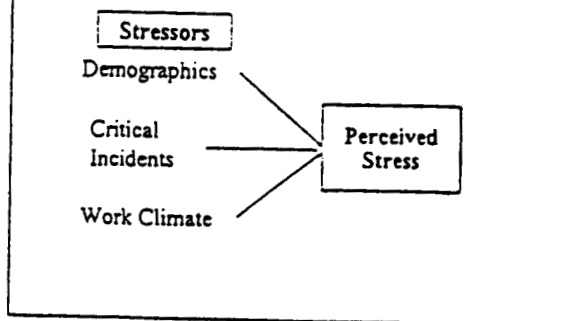 Stressors
Demographics
Critical
Incidents
Work Climate
Perceived
Stress